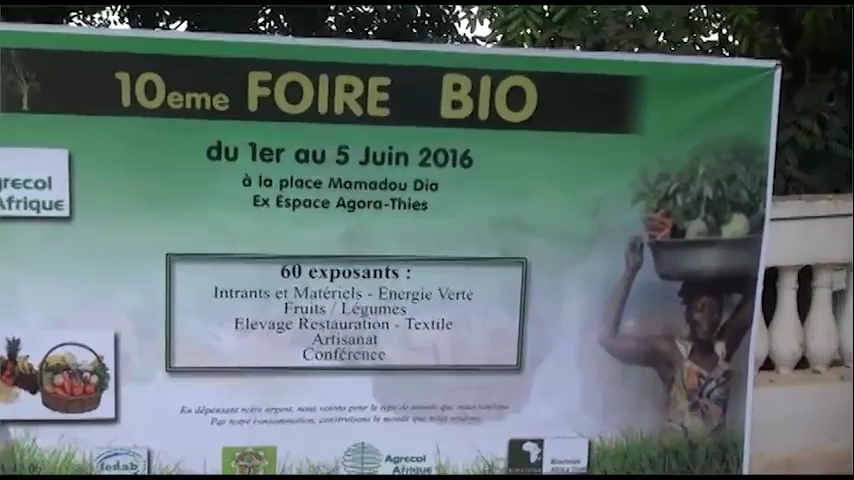 10eme FOIRE BIO
du 1er au 5 Juin 2016
à la place Mamadou Dia
Ex Espace Agora-Thies
grecol
Afrique
60 exposants :
Intrants et Matériels - Energie Verte
Fruits / Légumes
Elevage Restauration - Textile
Artisanat
Conférence
En dépensant notre argent, nous votons pour le type de monde que nous voulons
Par notre consommation, construisons le monde que nous voulons.
fenab
Agrecol
Afrique